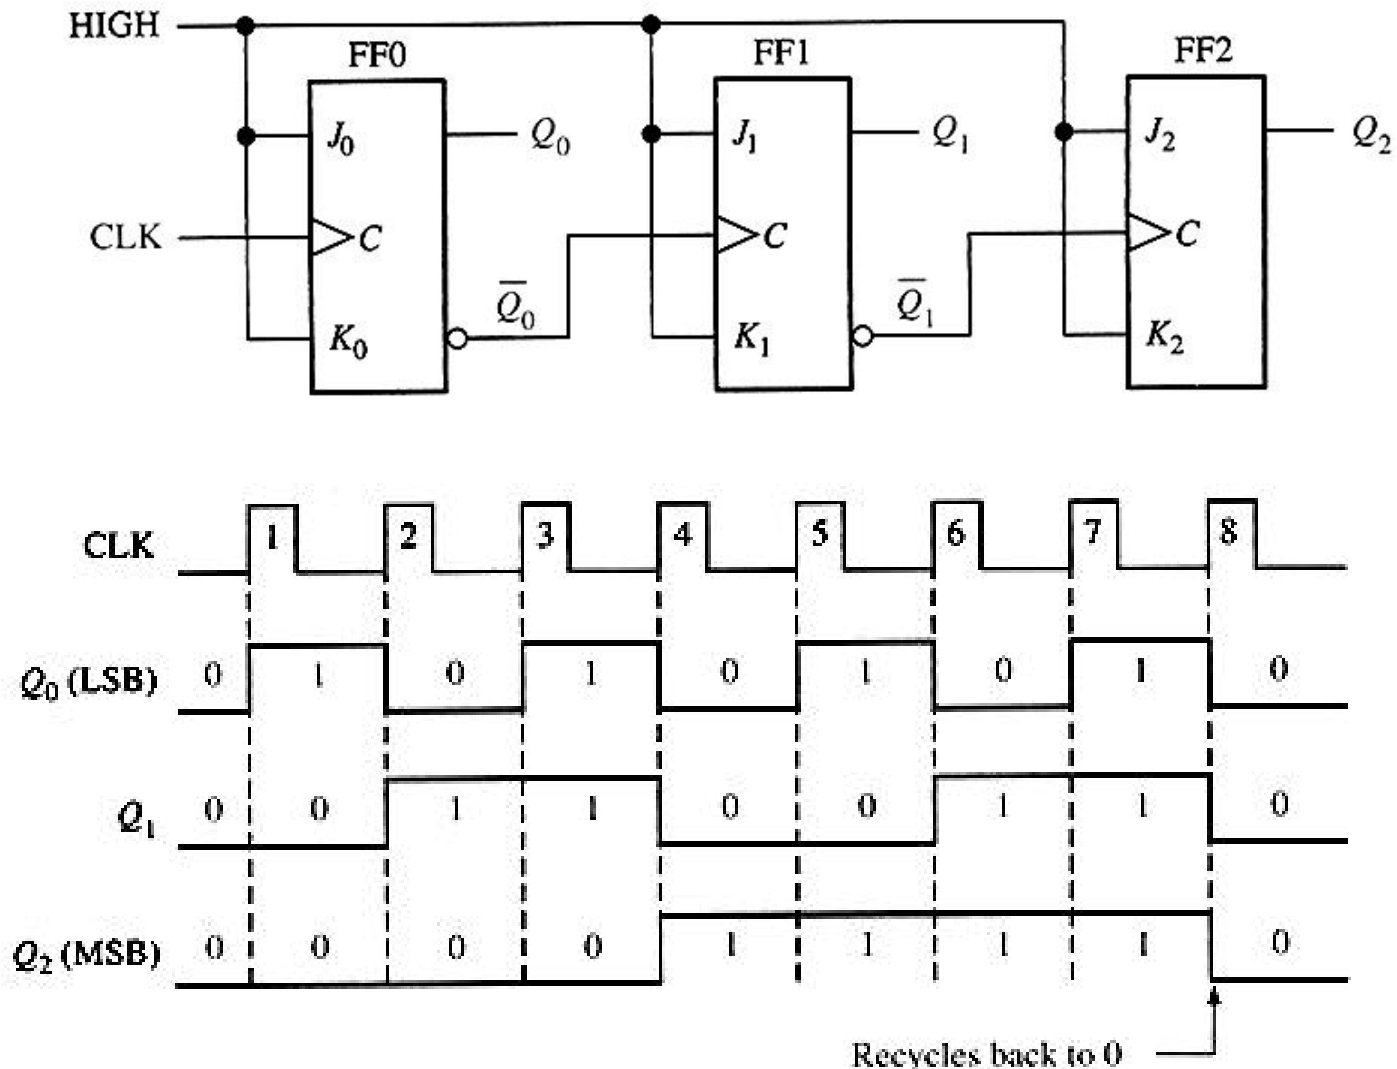 HIGH
FF0 FF1 FF2
J₀ Q₀ J₁ Q₁ J₂ Q₂
CLK C C C
Q̅₀ Q̅₁
K₀ K₁ K₂
CLK 1 2 3 4 5 6 7 8
Q₀ (LSB) 0 1 0 1 0 1 0 1 0
Q₁ 0 0 1 1 0 0 1 1 0
Q₂ (MSB) 0 0 0 0 1 1 1 1 0
Recycles back to 0